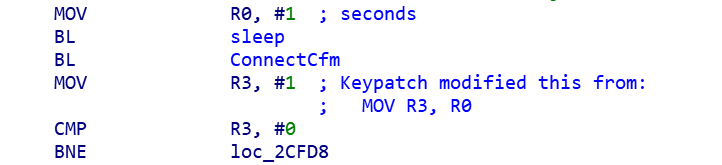 MOV R0, #1 ; seconds
BL sleep
BL ConnectCfm
MOV R3, #1 ; Keypatch modified this from:
; MOV R3, R0
CMP R3, #0
BNE loc_2CFD8